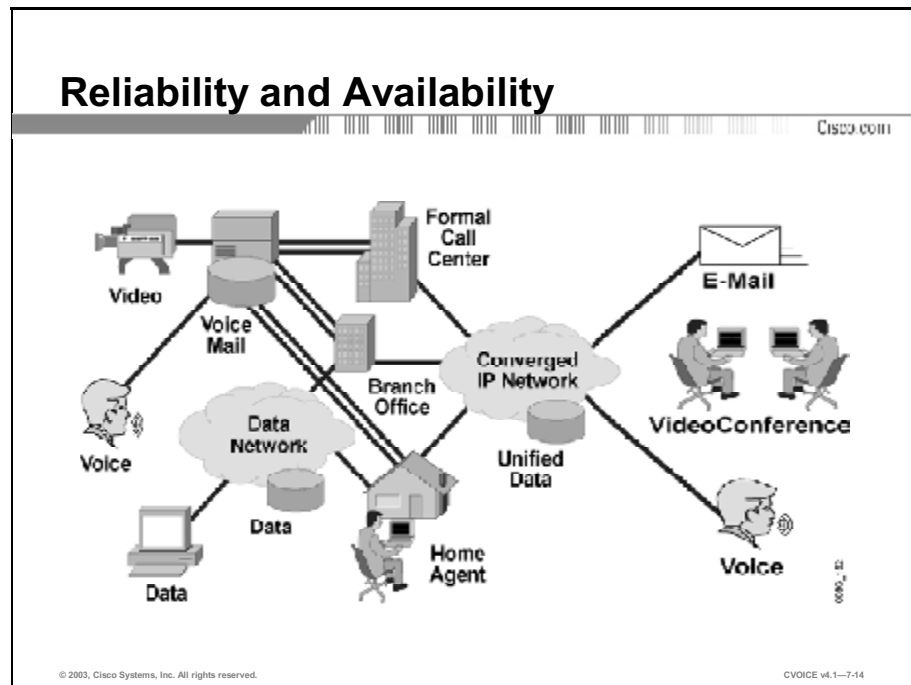 Reliability and Availability
Cisco.com
Formal
Call
Center
E-Mail
Video
Voice
Mail
Converged
IP Network
Branch
Office
VideoConference
Data
Network
Unified
Data
Voice
Data
Home
Agent
Voice
Data
© 2003, Cisco Systems, Inc. All rights reserved.
CVOICE v4.1—7-14